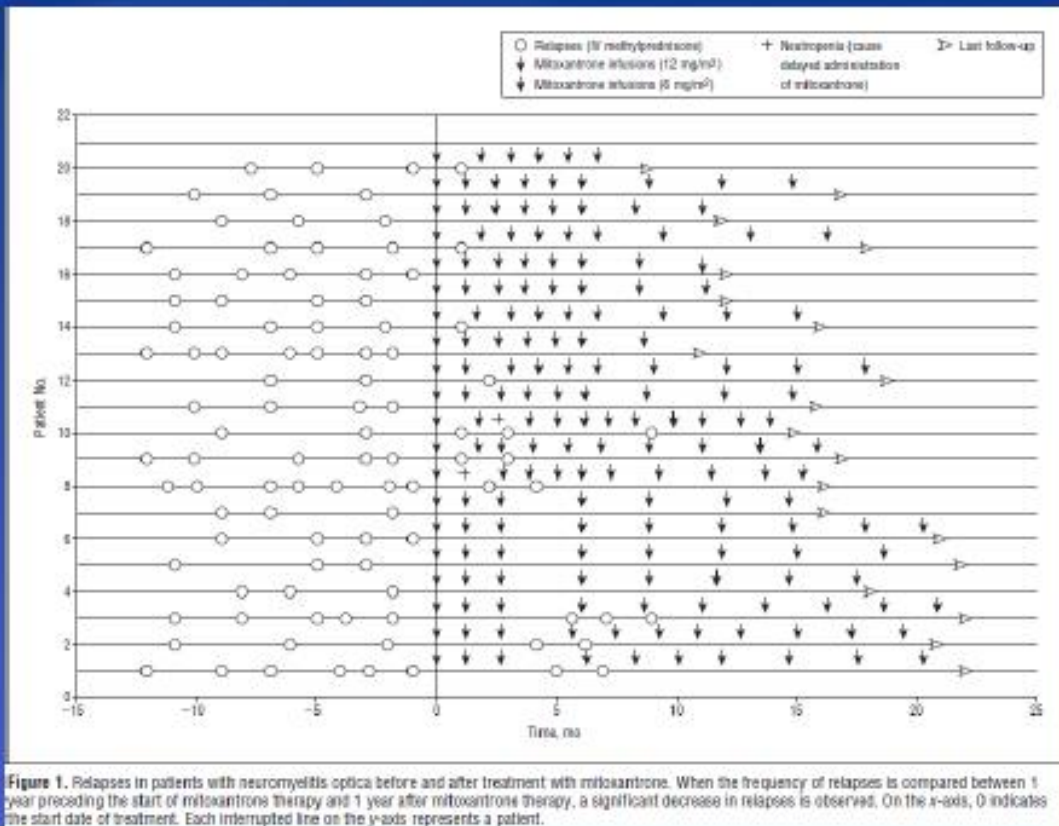 Relapses (IV methylprednisone)
Mitoxantrone infusions (12 mg/m²)
Mitoxantrone infusions (6 mg/m²)
Neutropenia (cause
delayed administration
of mitoxantrone)
Last follow-up
22
20
18
16
14
12
10
8
6
4
2
0
Patient No.
−15 −10 −5 0 5 10 15 20 25
Time, mo
Figure 1. Relapses in patients with neuromyelitis optica before and after treatment with mitoxantrone. When the frequency of relapses is compared between 1
year preceding the start of mitoxantrone therapy and 1 year after mitoxantrone therapy, a significant decrease in relapses is observed. On the x-axis, 0 indicates
the start date of treatment. Each interrupted line on the y-axis represents a patient.